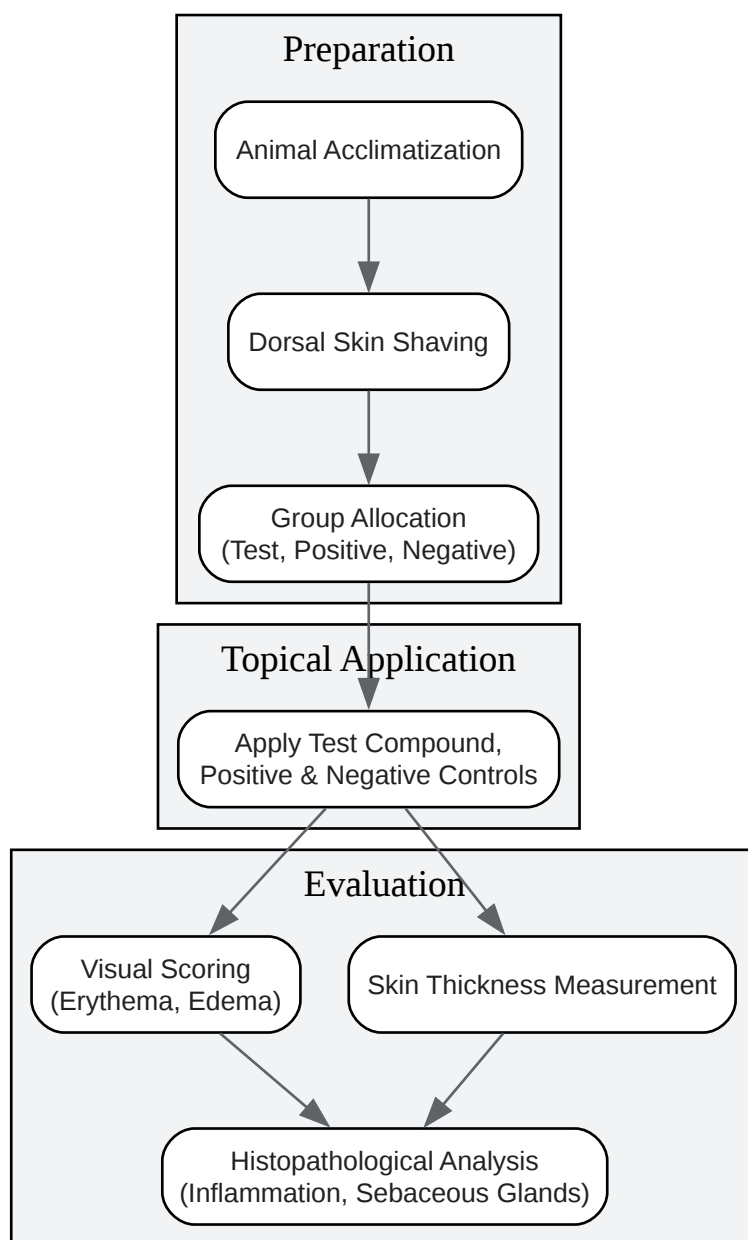 Preparation
Animal Acclimatization
Dorsal Skin Shaving
Group Allocation
(Test, Positive, Negative)
Topical Application
Apply Test Compound,
Positive & Negative Controls
Evaluation
Visual Scoring
(Erythema, Edema)
Skin Thickness Measurement
Histopathological Analysis
(Inflammation, Sebaceous Glands)